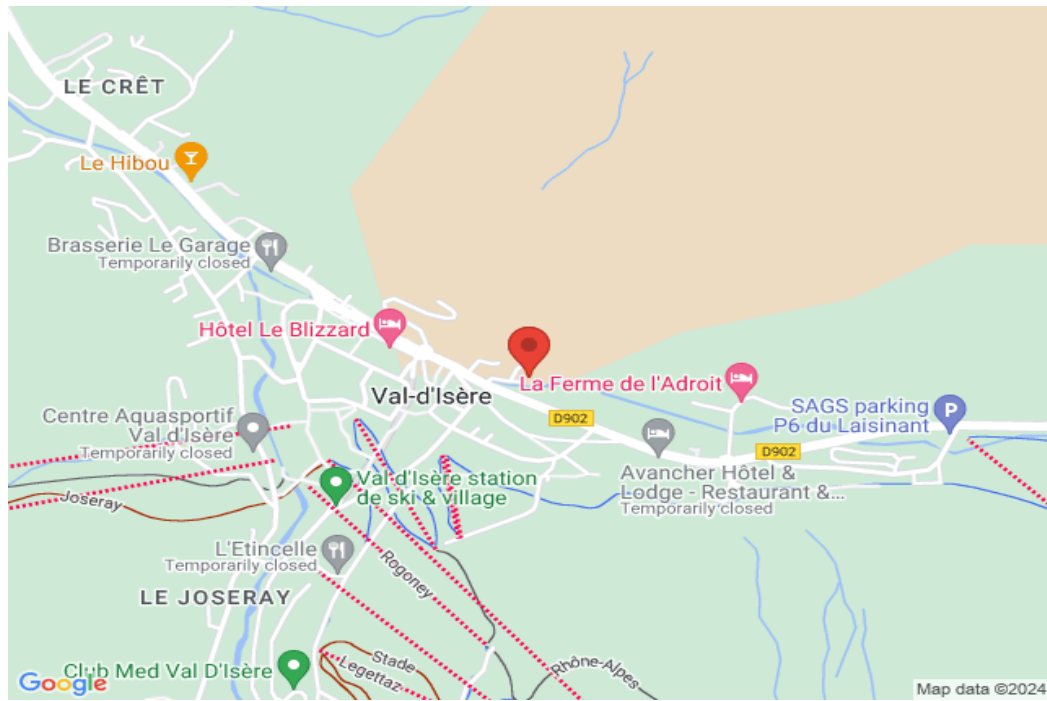 LE CRÊT
Le Hibou
Brasserie Le Garage
Temporarily closed
Hôtel Le Blizzard
La Ferme de l'Adroit
Val-d'Isère
D902
SAGS parking
P6 du Laisinant
P
D902
Centre Aquasportif
Val d'Isère
Temporarily closed
Avancher Hôtel &
Lodge - Restaurant &...
Temporarily closed
Val d'Isère station
de ski & village
Joseray
L'Etincelle
Temporarily closed
Rogoney
LE JOSERAY
Club Med Val D'Isère
Stade
Legettaz
Rhône-Alpes
Google
Map data ©2024